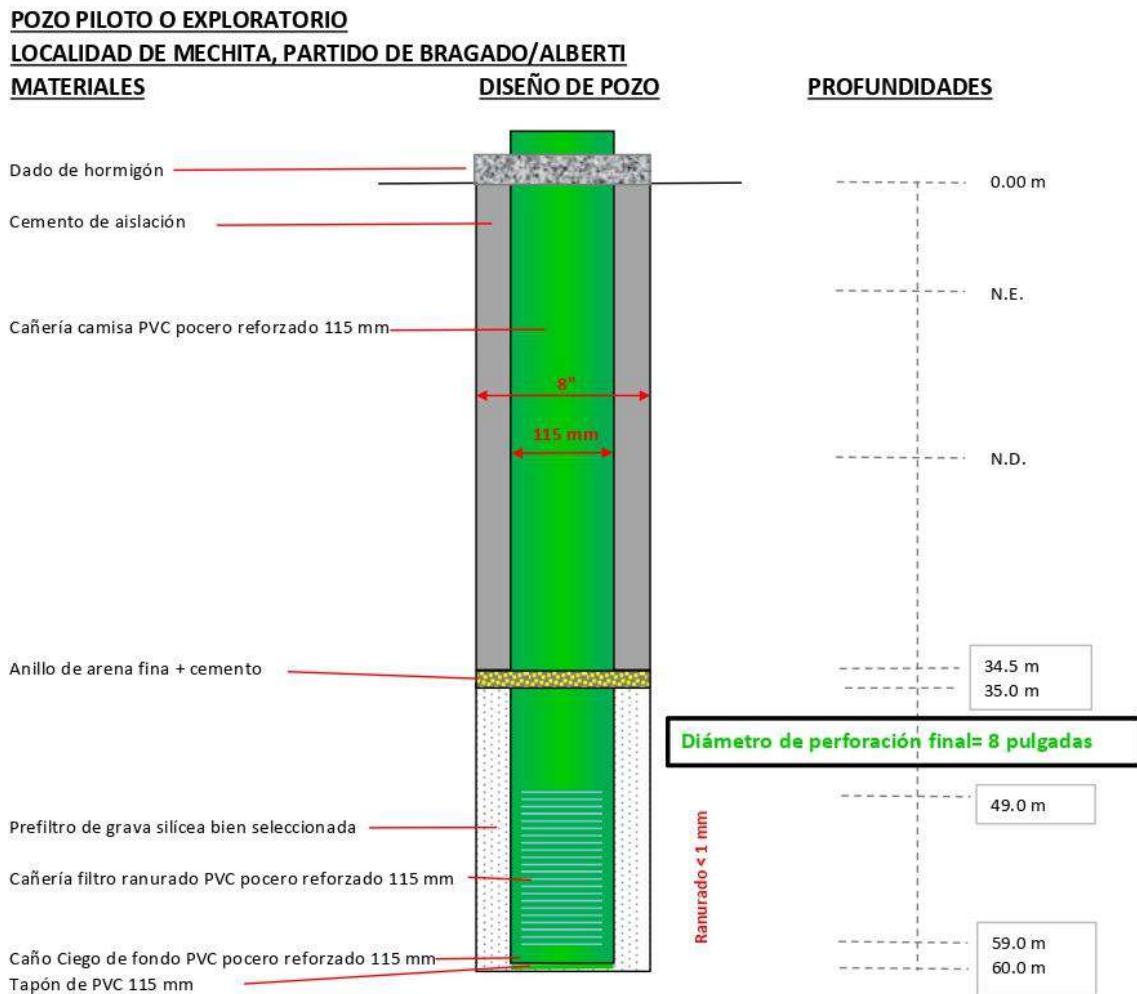 POZO PILOTO O EXPLORATORIO
LOCALIDAD DE MECHITA, PARTIDO DE BRAGADO/ALBERTI
MATERIALES DISEÑO DE POZO PROFUNDIDADES
Dado de hormigón
0.00 m
Cemento de aislación
N.E.
Cañería camisa PVC pocero reforzado 115 mm
8"
115 mm
N.D.
Anillo de arena fina + cemento
34.5 m
35.0 m
Diámetro de perforación final= 8 pulgadas
49.0 m
Prefiltro de grava silícea bien seleccionada
Ranurado < 1 mm
Cañería filtro ranurado PVC pocero reforzado 115 mm
59.0 m
Caño Ciego de fondo PVC pocero reforzado 115 mm
60.0 m
Tapón de PVC 115 mm